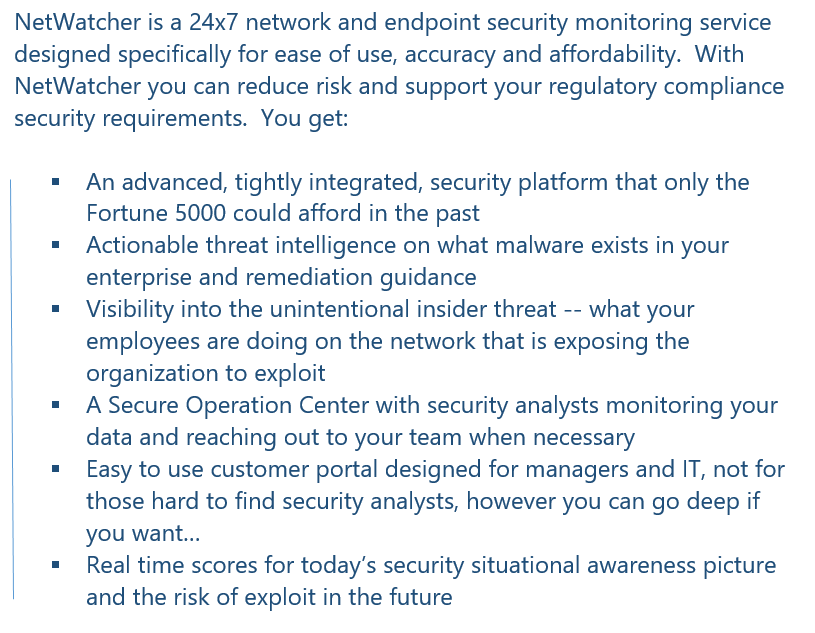 NetWatcher is a 24x7 network and endpoint security monitoring service
designed specifically for ease of use, accuracy and affordability.  With
NetWatcher you can reduce risk and support your regulatory compliance
security requirements.  You get:
▪ An advanced, tightly integrated, security platform that only the
Fortune 5000 could afford in the past
▪ Actionable threat intelligence on what malware exists in your
enterprise and remediation guidance
▪ Visibility into the unintentional insider threat -- what your
employees are doing on the network that is exposing the
organization to exploit
▪ A Secure Operation Center with security analysts monitoring your
data and reaching out to your team when necessary
▪ Easy to use customer portal designed for managers and IT, not for
those hard to find security analysts, however you can go deep if
you want…
▪ Real time scores for today’s security situational awareness picture
and the risk of exploit in the future